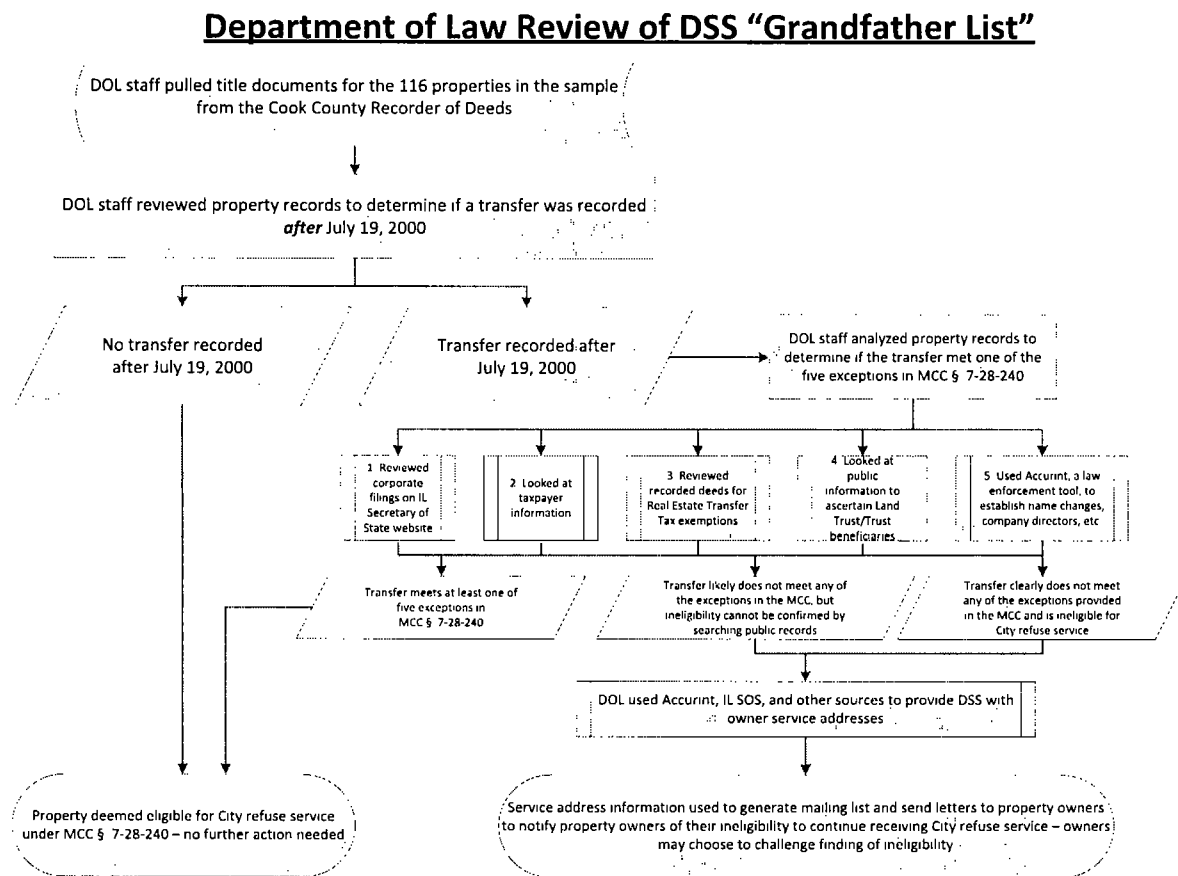 Department of Law Review of DSS “Grandfather List”
DOL staff pulled title documents for the 116 properties in the sample
from the Cook County Recorder of Deeds
DOL staff reviewed property records to determine if a transfer was recorded
after July 19, 2000
No transfer recorded
after July 19, 2000
Transfer recorded after
July 19, 2000
DOL staff analyzed property records to
determine if the transfer met one of the
five exceptions in MCC § 7-28-240
1 Reviewed
corporate
filings on IL
Secretary of
State website
2 Looked at
taxpayer
information
3 Reviewed
recorded deeds for
Real Estate Transfer
Tax exemptions
4 Looked at
public
information to
ascertain Land
Trust/Trust
beneficiaries
5 Used Accurint, a law
enforcement tool, to
establish name changes,
company directors, etc
Transfer meets at least one of
five exceptions in
MCC § 7-28-240
Transfer likely does not meet any of
the exceptions in the MCC, but
ineligibility cannot be confirmed by
searching public records
Transfer clearly does not meet
any of the exceptions provided
in the MCC and is ineligible for
City refuse service
DOL used Accurint, IL SOS, and other sources to provide DSS with
owner service addresses
Property deemed eligible for City refuse service
under MCC § 7-28-240 – no further action needed
Service address information used to generate mailing list and send letters to property owners
to notify property owners of their ineligibility to continue receiving City refuse service – owners
may choose to challenge finding of ineligibility